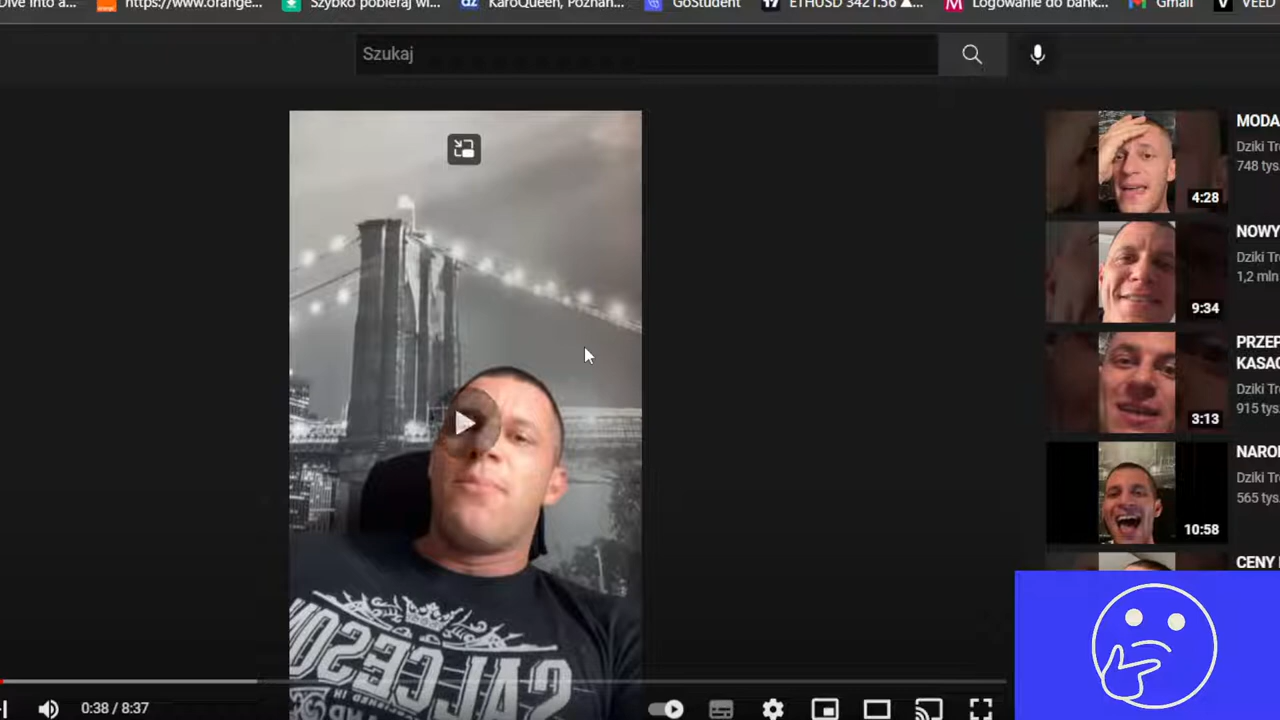 Dive into a...
https://www.orange...
Szybko pobieraj wi...
KaroQueen, Poznań...
GoStudent
ETHUSD 3421.56 ▲...
Logowanie do bank...
Gmail
VEED
Szukaj
MODA
Dziki Tr
748 tys.
4:28
NOWY
Dziki Tr
1,2 mln
9:34
PRZEP
KASAC
Dziki Tr
915 tys.
3:13
NAROD
Dziki Tr
565 tys.
10:58
CENY
0:38 / 8:37